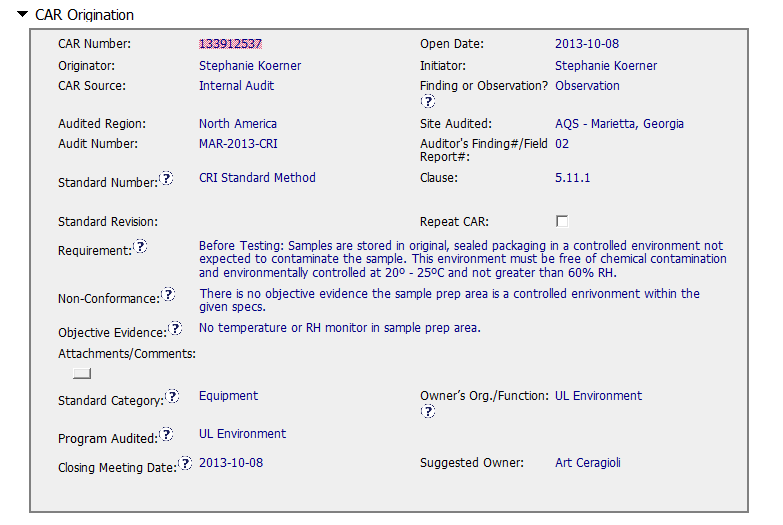 CAR Origination
CAR Number: 133912537 Open Date: 2013-10-08
Originator: Stephanie Koerner Initiator: Stephanie Koerner
CAR Source: Internal Audit Finding or Observation? Observation
?
Audited Region: North America Site Audited: AQS - Marietta, Georgia
Audit Number: MAR-2013-CRI Auditor's Finding#/Field 02
Report#:
Standard Number: ? CRI Standard Method Clause: 5.11.1
Standard Revision: Repeat CAR:
Requirement: ? Before Testing: Samples are stored in original, sealed packaging in a controlled environment not
expected to contaminate the sample. This environment must be free of chemical contamination
and environmentally controlled at 20º - 25ºC and not greater than 60% RH.
Non-Conformance: ? There is no objective evidence the sample prep area is a controlled enrivonment within the
given specs.
Objective Evidence: ? No temperature or RH monitor in sample prep area.
Attachments/Comments:
Standard Category: ? Equipment Owner's Org./Function: UL Environment
?
Program Audited: ? UL Environment
Closing Meeting Date: ? 2013-10-08 Suggested Owner: Art Ceragioli